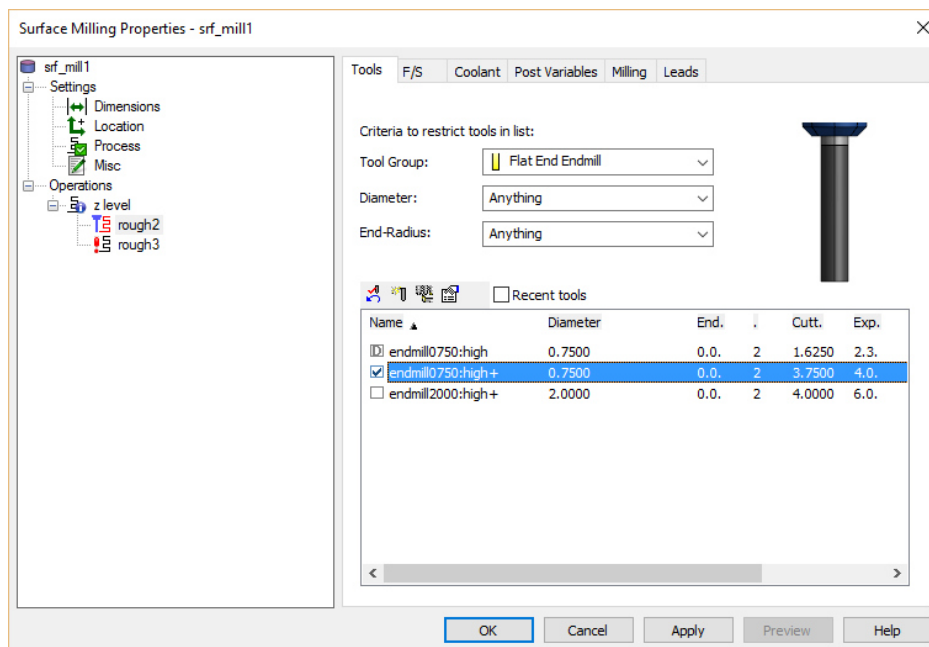 Surface Milling Properties - srf_mill1
srf_mill1
Settings
Dimensions
Location
Process
Misc
Operations
z level
rough2
rough3
Tools F/S Coolant Post Variables Milling Leads
Criteria to restrict tools in list:
Tool Group: Flat End Endmill
Diameter: Anything
End-Radius: Anything
Recent tools
Name Diameter End. . Cutt. Exp.
D endmill0750:high 0.7500 0.0. 2 1.6250 2.3.
endmill0750:high+ 0.7500 0.0. 2 3.7500 4.0.
endmill2000:high+ 2.0000 0.0. 2 4.0000 6.0.
OK Cancel Apply Preview Help